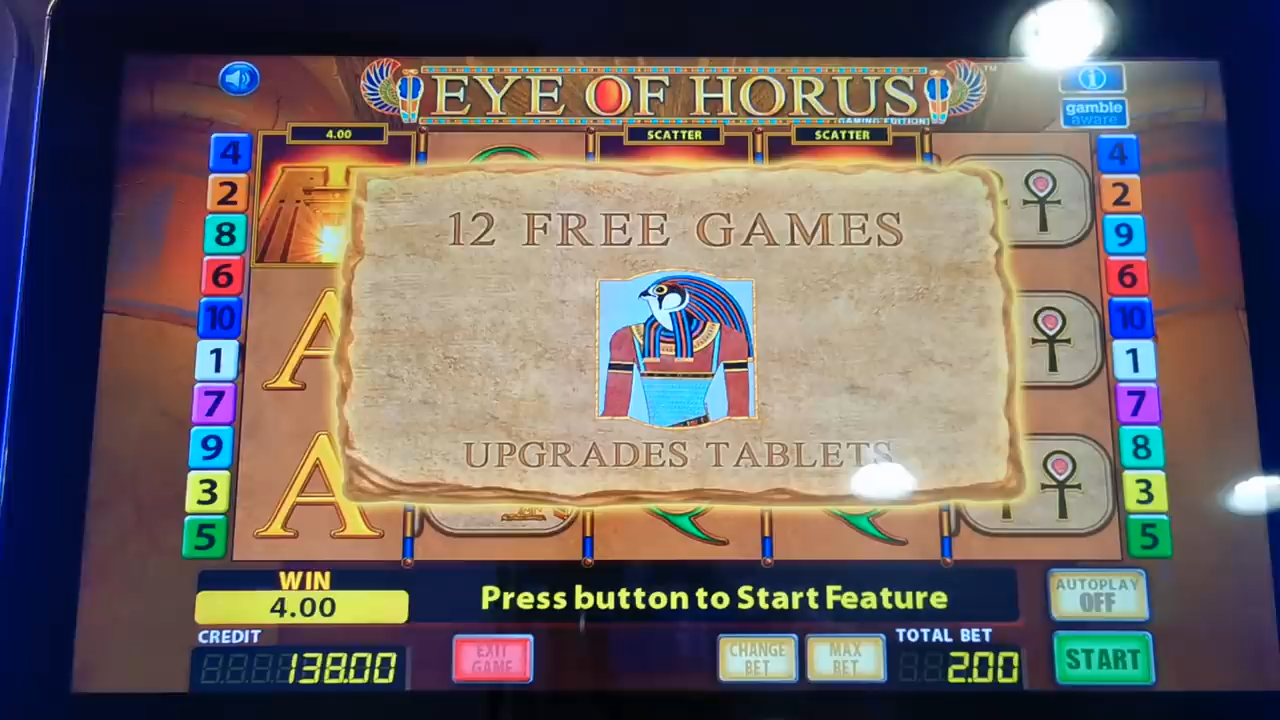 EYE OF HORUS™
[GAMING EDITION]
gamble
aware
4.00
SCATTER
SCATTER
4
2
8
6
10
1
7
9
3
5
4
2
9
6
10
1
7
8
3
5
12 FREE GAMES
UPGRADES TABLETS
A
A
WIN
4.00
Press button to Start Feature
AUTOPLAY
OFF
CREDIT
138.00
EXIT
GAME
CHANGE
BET
MAX
BET
TOTAL BET
2.00
START